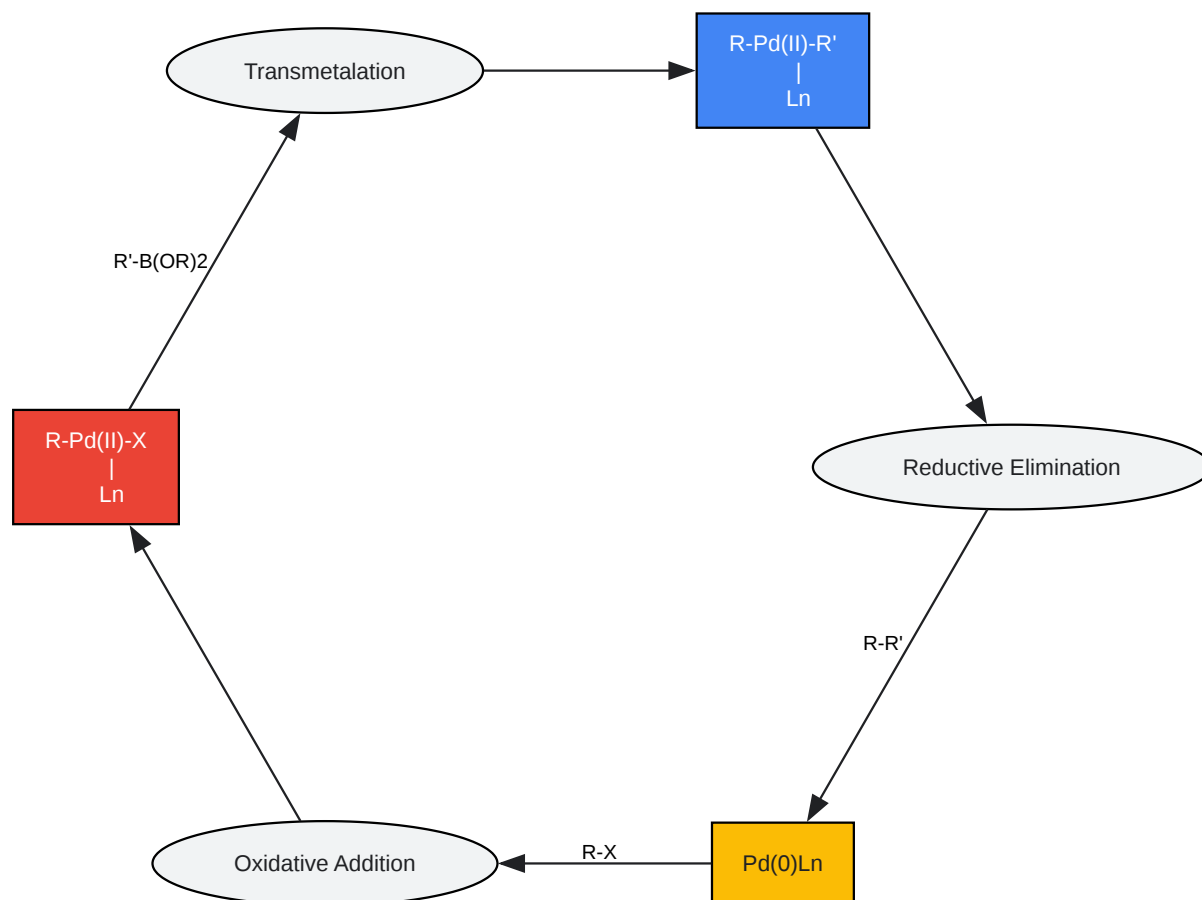 R-Pd(II)-R'
|
Ln
Transmetalation
R'-B(OR)2
R-Pd(II)-X
|
Ln
Reductive Elimination
R-R'
R-X
Oxidative Addition
Pd(0)Ln